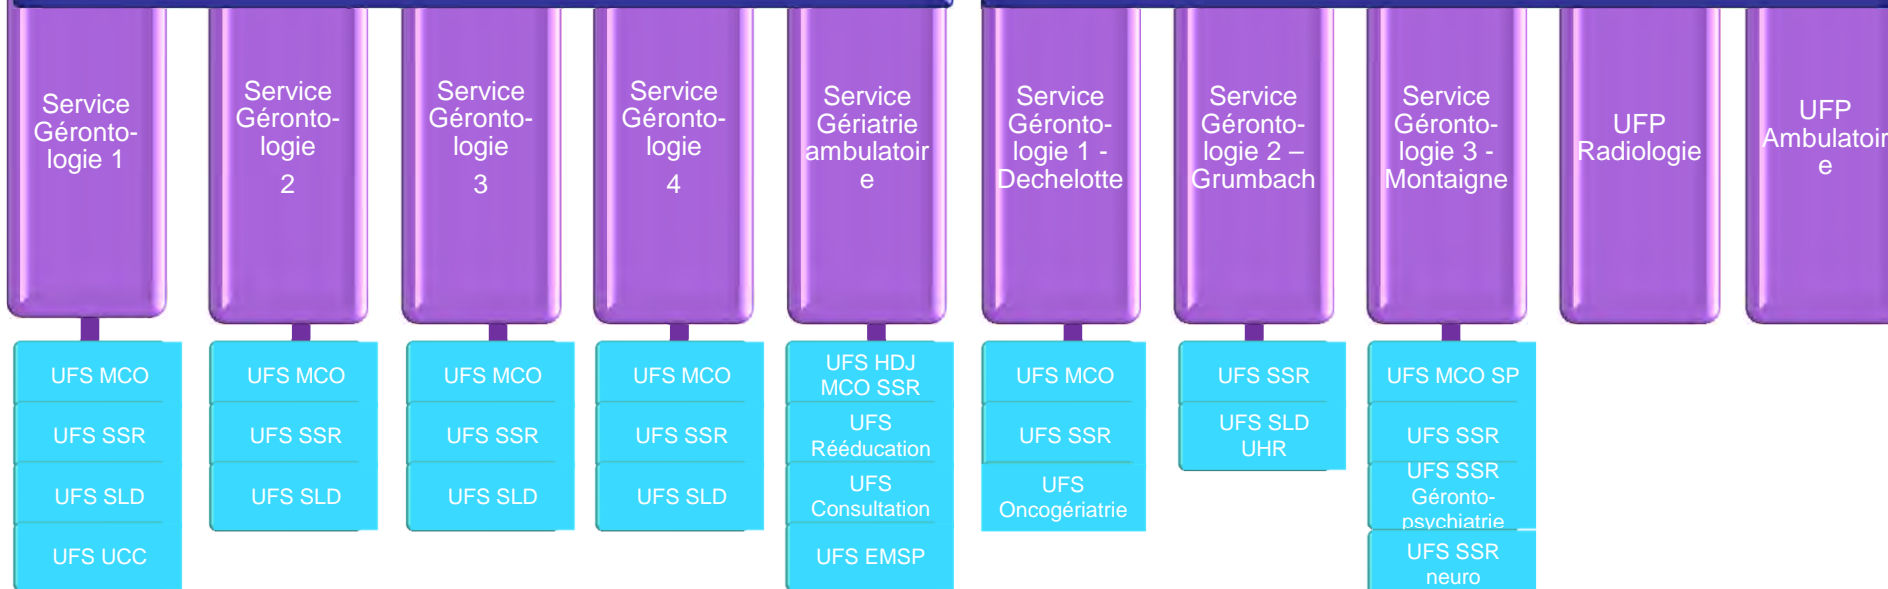 Service
Géronto-
logie 1
Service
Géronto-
logie
2
Service
Géronto-
logie
3
Service
Géronto-
logie
4
Service
Gériatrie
ambulatoir
e
Service
Géronto-
logie 1 -
Dechelotte
Service
Géronto-
logie 2 –
Grumbach
Service
Géronto-
logie 3 -
Montaigne
UFP
Radiologie
UFP
Ambulatoir
e
UFS MCO
UFS SSR
UFS SLD
UFS UCC
UFS MCO
UFS SSR
UFS SLD
UFS MCO
UFS SSR
UFS SLD
UFS MCO
UFS SSR
UFS SLD
UFS HDJ
MCO SSR
UFS
Rééducation
UFS
Consultation
UFS EMSP
UFS MCO
UFS SSR
UFS
Oncogériatrie
UFS SSR
UFS SLD
UHR
UFS MCO SP
UFS SSR
UFS SSR
Géronto-
psychiatrie
UFS SSR
neuro